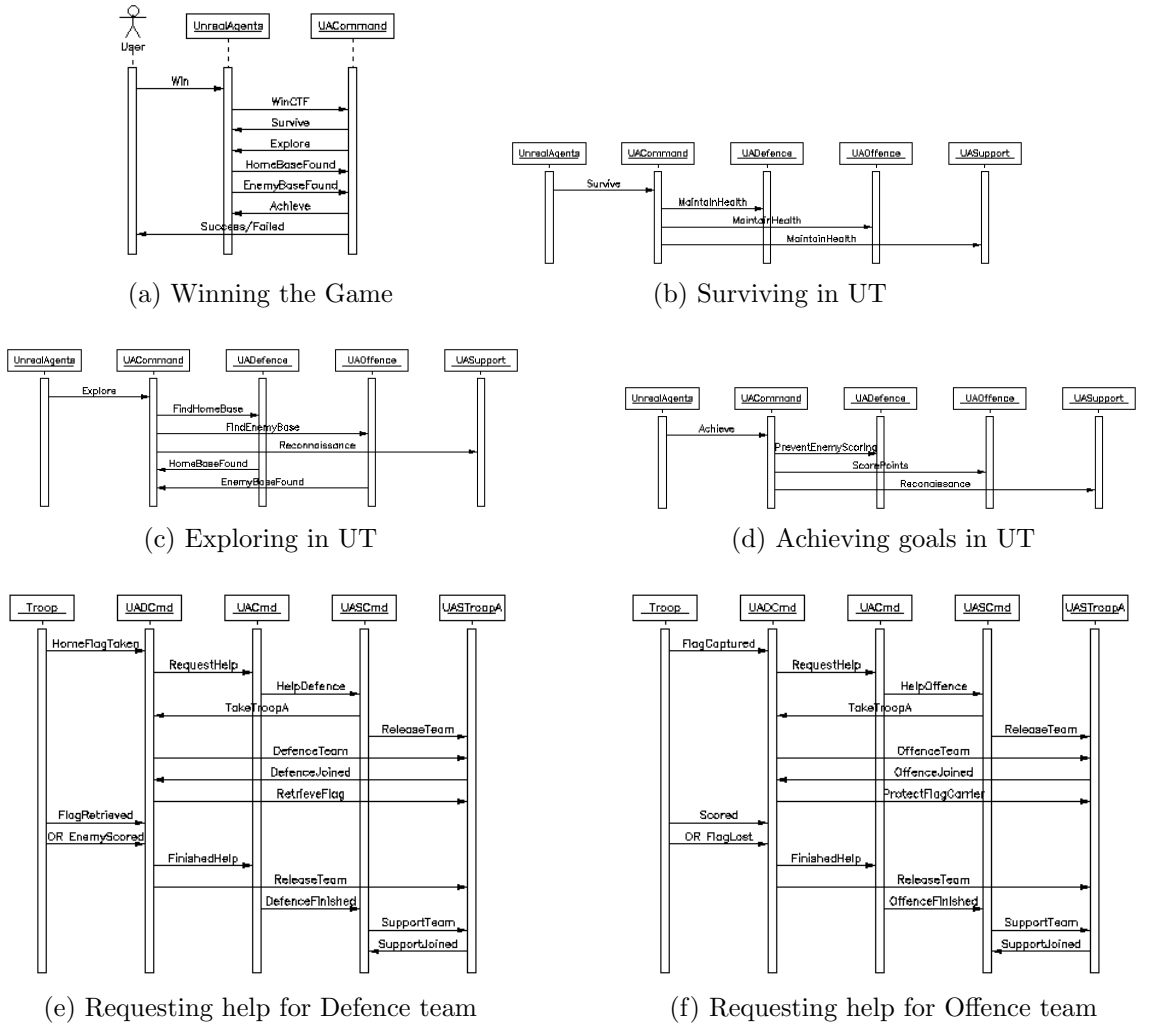 User
UnrealAgents
UACommand
Win
WinCTF
Survive
Explore
HomeBaseFound
EnemyBaseFound
Achieve
Success/Failed
(a) Winning the Game
UnrealAgents UACommand UADefence UAOffence UASupport
Survive
MaintainHealth
MaintainHealth
MaintainHealth
(b) Surviving in UT
UnrealAgents UACommand UADefence UAOffence UASupport
Explore
FindHomeBase
FindEnemyBase
Reconnaissance
HomeBaseFound
EnemyBaseFound
(c) Exploring in UT
UnrealAgents UACommand UADefence UAOffence UASupport
Achieve
PreventEnemyScoring
ScorePoints
Reconaissance
(d) Achieving goals in UT
Troop UADCmd UACmd UASCmd UASTroopA
HomeFlagTaken
RequestHelp
HelpDefence
TakeTroopA
ReleaseTeam
DefenceTeam
DefenceJoined
RetrieveFlag
FlagRetrieved
OR EnemyScored
FinishedHelp
ReleaseTeam
DefenceFinished
SupportTeam
SupportJoined
(e) Requesting help for Defence team
Troop UAOCmd UACmd UASCmd UASTroopA
FlagCaptured
RequestHelp
HelpOffence
TakeTroopA
ReleaseTeam
OffenceTeam
OffenceJoined
ProtectFlagCarrier
Scored
OR FlagLost
FinishedHelp
ReleaseTeam
OffenceFinished
SupportTeam
SupportJoined
(f) Requesting help for Offence team